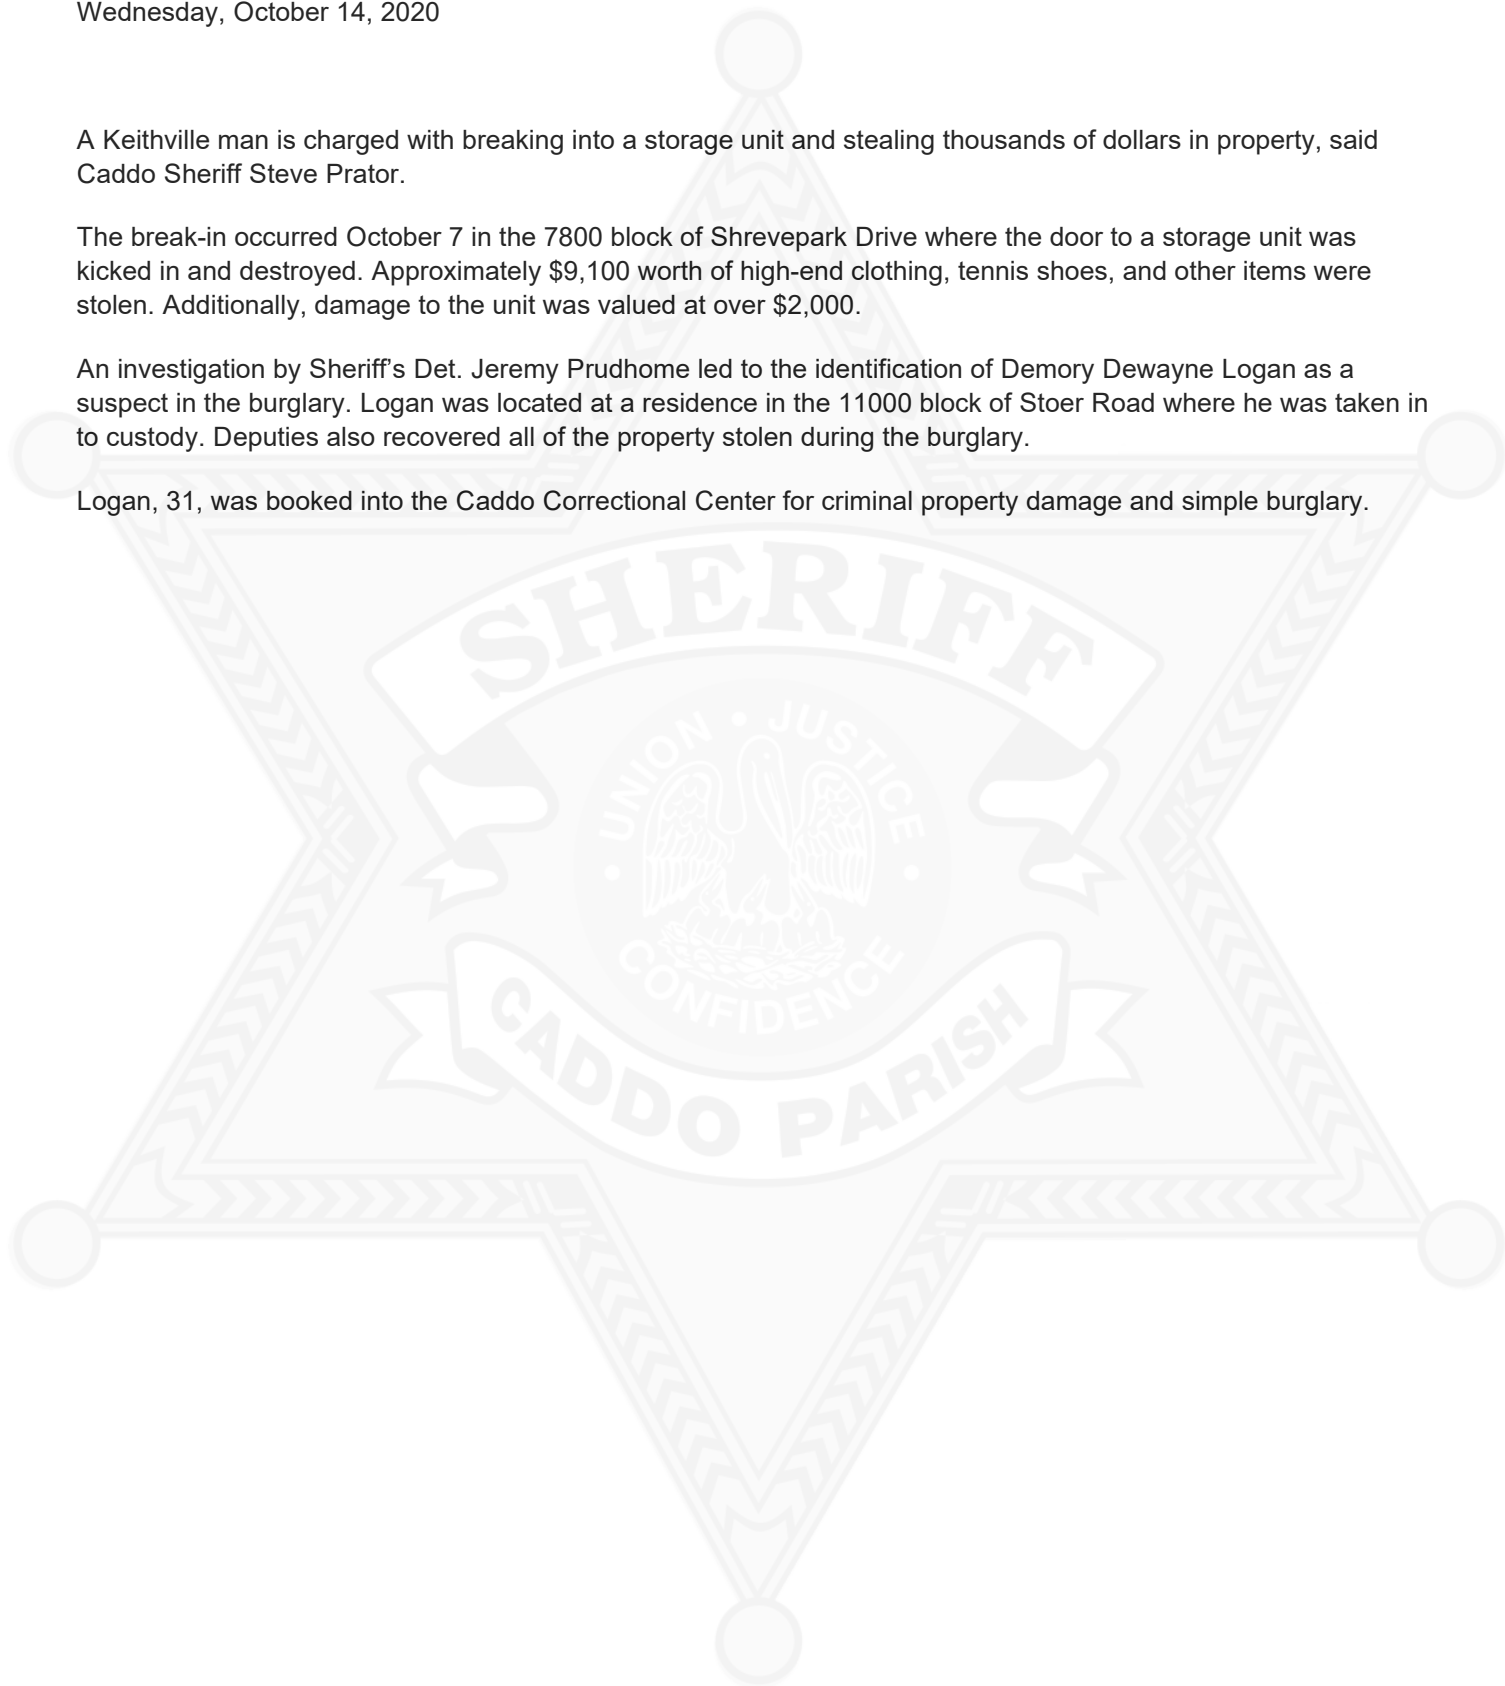 Wednesday, October 14, 2020
A Keithville man is charged with breaking into a storage unit and stealing thousands of dollars in property, said
Caddo Sheriff Steve Prator.
The break-in occurred October 7 in the 7800 block of Shrevepark Drive where the door to a storage unit was
kicked in and destroyed. Approximately $9,100 worth of high-end clothing, tennis shoes, and other items were
stolen. Additionally, damage to the unit was valued at over $2,000.
An investigation by Sheriff’s Det. Jeremy Prudhome led to the identification of Demory Dewayne Logan as a
suspect in the burglary. Logan was located at a residence in the 11000 block of Stoer Road where he was taken in
to custody. Deputies also recovered all of the property stolen during the burglary.
Logan, 31, was booked into the Caddo Correctional Center for criminal property damage and simple burglary.
SHERIFF
UNION • JUSTICE
• CONFIDENCE •
CADDO PARISH